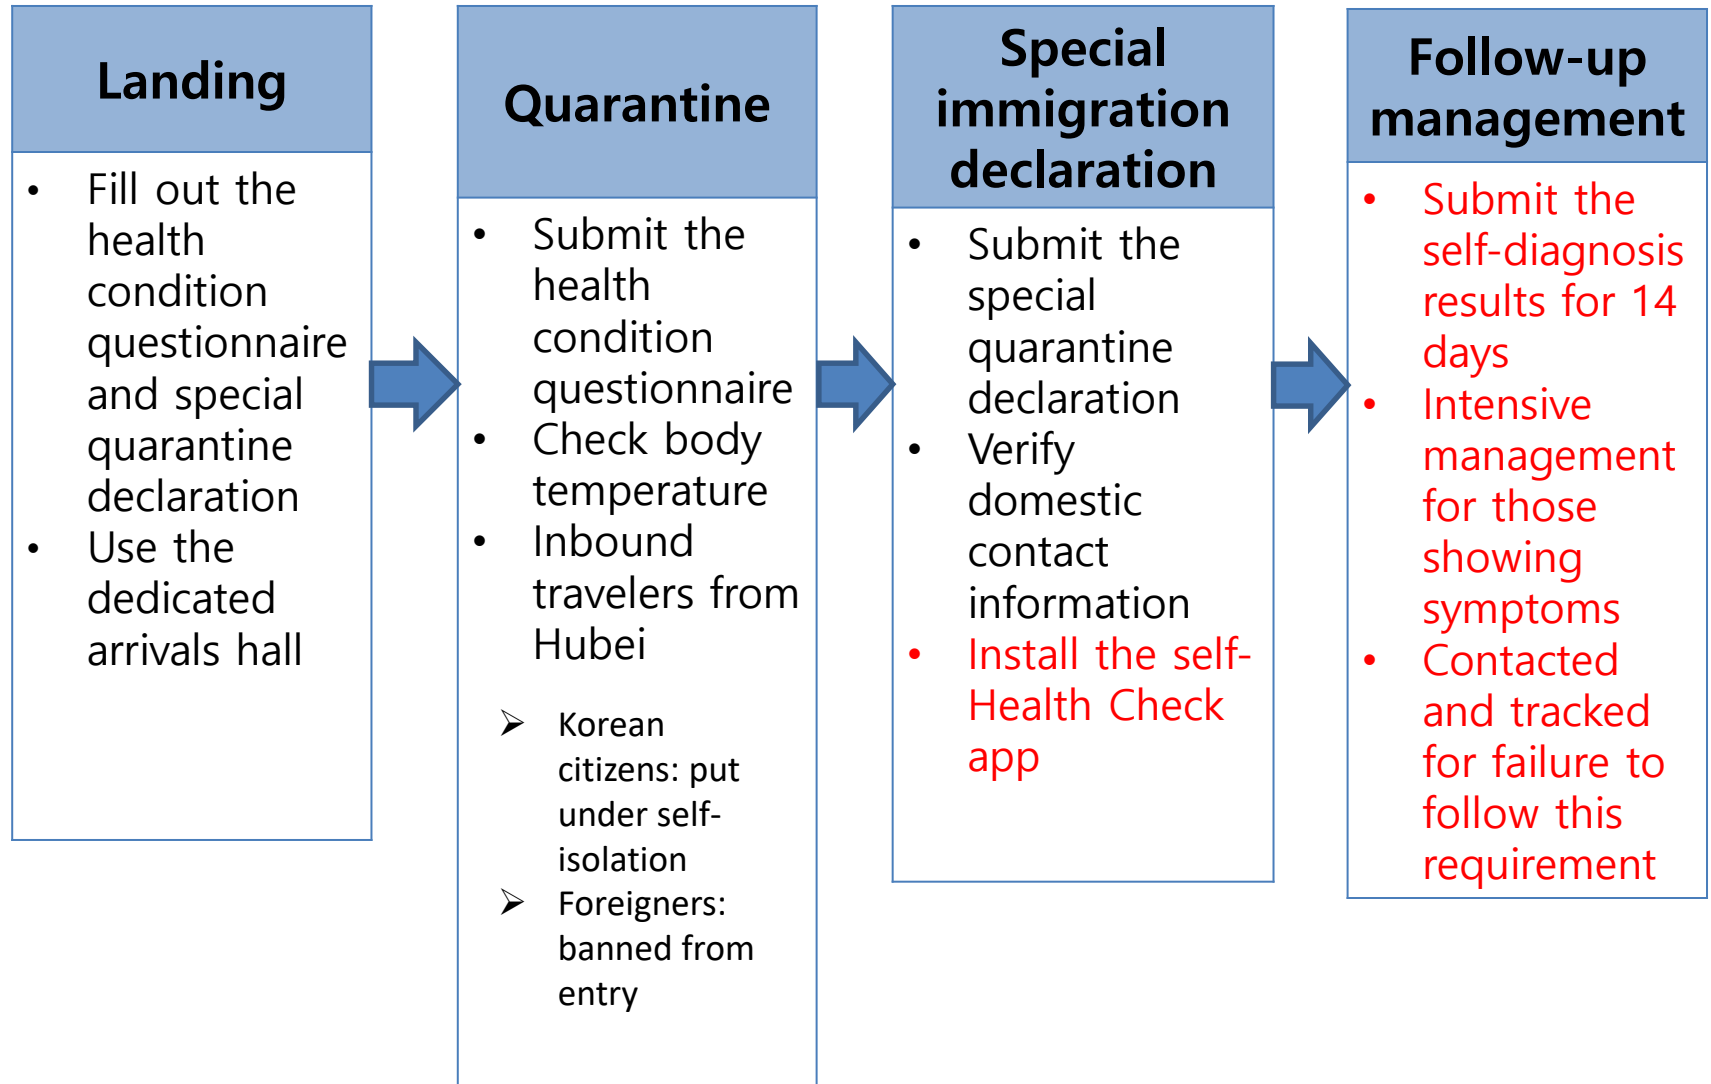 Landing
• Fill out the
health
condition
questionnaire
and special
quarantine
declaration
• Use the
dedicated
arrivals hall
Quarantine
• Submit the
health
condition
questionnaire
• Check body
temperature
• Inbound
travelers from
Hubei
➢ Korean
citizens: put
under self-
isolation
➢ Foreigners:
banned from
entry
Special
immigration
declaration
• Submit the
special
quarantine
declaration
• Verify
domestic
contact
information
• Install the self-
Health Check
app
Follow-up
management
• Submit the
self-diagnosis
results for 14
days
• Intensive
management
for those
showing
symptoms
• Contacted
and tracked
for failure to
follow this
requirement